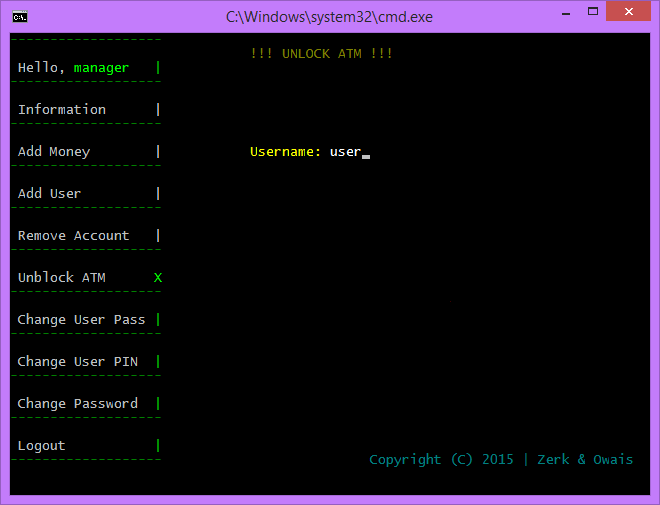 C:\Windows\system32\cmd.exe
!!! UNLOCK ATM !!!
Hello, manager |
Information |
Add Money |
Username: user_
Add User |
Remove Account |
Unblock ATM X
Change User Pass |
Change User PIN |
Change Password |
Logout |
Copyright (C) 2015 | Zerk & Owais